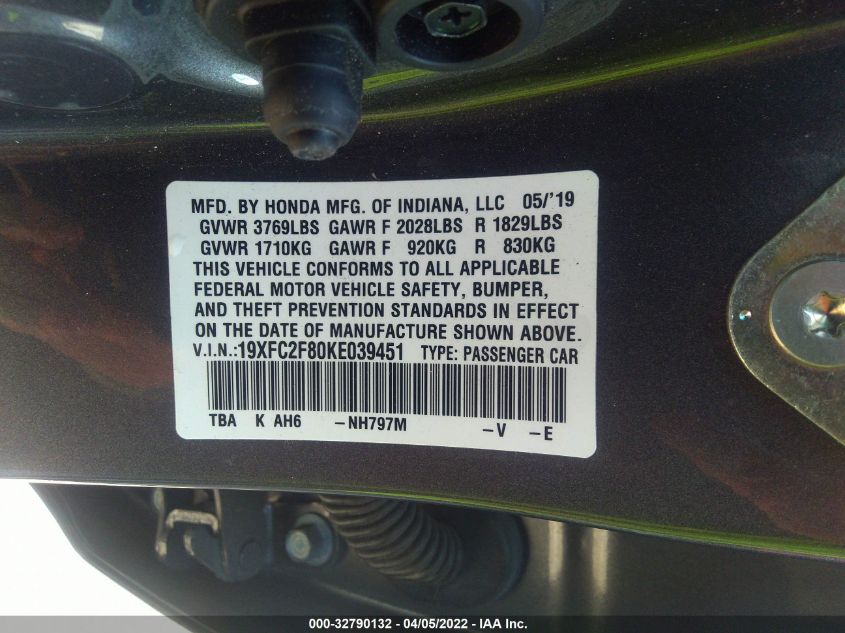 MFD. BY HONDA MFG. OF INDIANA, LLC 05/'19
GVWR 3769LBS GAWR F 2028LBS R 1829LBS
GVWR 1710KG GAWR F 920KG R 830KG
THIS VEHICLE CONFORMS TO ALL APPLICABLE
FEDERAL MOTOR VEHICLE SAFETY, BUMPER,
AND THEFT PREVENTION STANDARDS IN EFFECT
ON THE DATE OF MANUFACTURE SHOWN ABOVE.
V.I.N.:19XFC2F80KE039451 TYPE: PASSENGER CAR
TBA K AH6 -NH797M -V -E
000-32790132 - 04/05/2022 - IAA Inc.